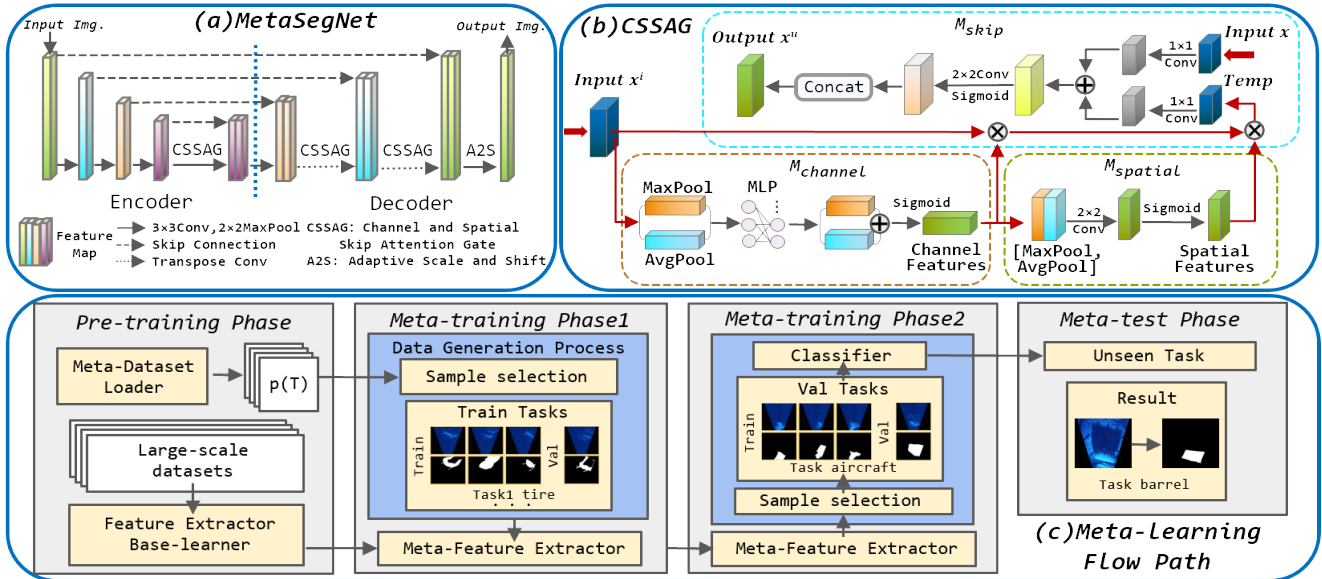 (a)MetaSegNet
Input Img.
Output Img.
CSSAG
CSSAG
CSSAG
A2S
Encoder
Decoder
Feature
Map
3×3Conv,2×2MaxPool
Skip Connection
Transpose Conv
CSSAG: Channel and Spatial
Skip Attention Gate
A2S: Adaptive Scale and Shift
(b)CSSAG
Mskip
Output xᵘ
Input x
Input xⁱ
Concat
2×2Conv
Sigmoid
1×1
Conv
Temp
1×1
Conv
Mchannel
MaxPool
AvgPool
MLP
Sigmoid
Channel
Features
Mspatial
[MaxPool,
AvgPool]
2×2
Conv
Sigmoid
Spatial
Features
Pre-training Phase
Meta-Dataset
Loader
p(T)
Large-scale
datasets
Feature Extractor
Base-learner
Meta-training Phase1
Data Generation Process
Sample selection
Train Tasks
Train
Val
Task1 tire
. . .
Meta-Feature Extractor
Meta-training Phase2
Classifier
Val Tasks
Train
Val
Task aircraft
Sample selection
Meta-Feature Extractor
Meta-test Phase
Unseen Task
Result
Task barrel
(c)Meta-learning
Flow Path